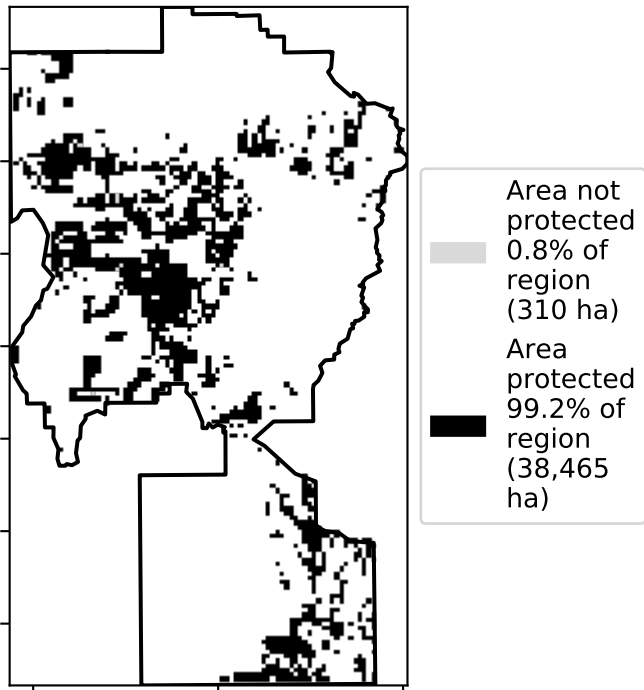 Area not
protected
0.8% of
region
(310 ha)
Area
protected
99.2% of
region
(38,465
ha)